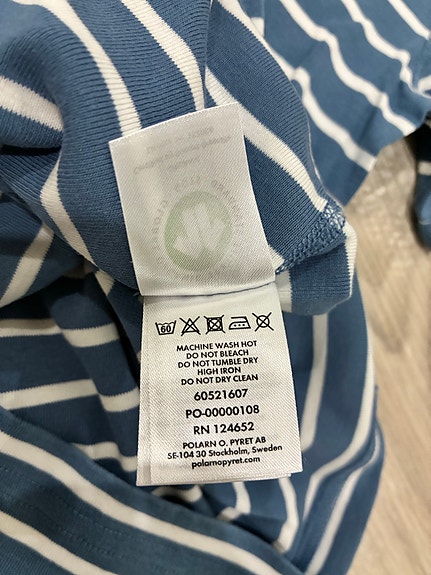 60
MACHINE WASH HOT
DO NOT BLEACH
DO NOT TUMBLE DRY
HIGH IRON
DO NOT DRY CLEAN
60521607
PO-00000108
RN 124652
POLARN O. PYRET AB
SE-104 30 Stockholm, Sweden
polarnopyret.com